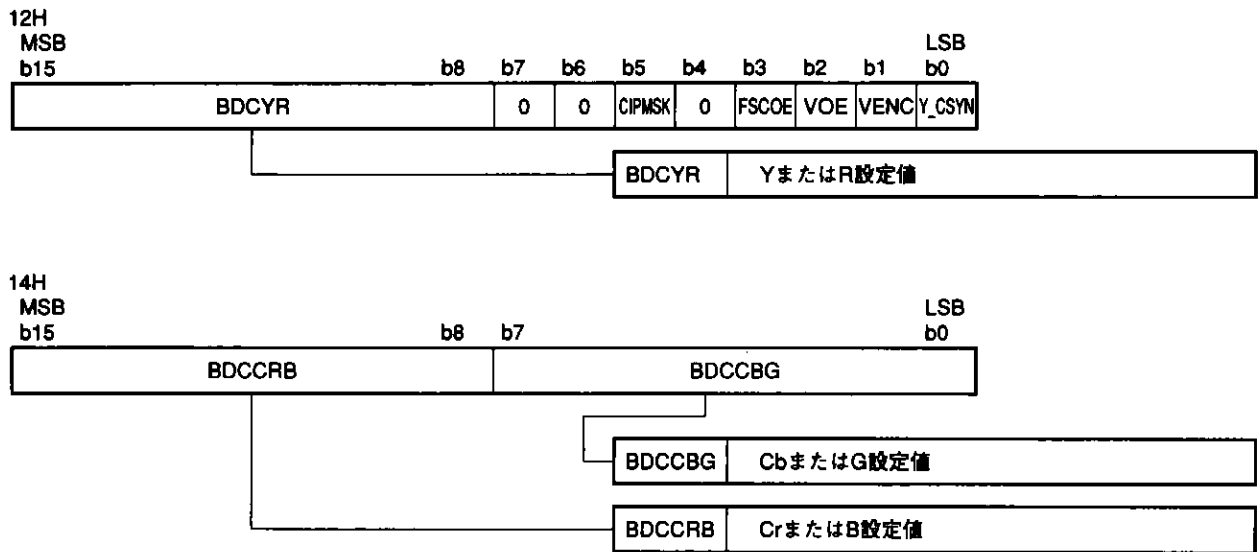 12H
MSB LSB
b15 b8 b7 b6 b5 b4 b3 b2 b1 b0
BDCYR 0 0 CIPMSK 0 FSCOE VOE VENC Y_CSYN
BDCYR YまたはR設定値
14H
MSB LSB
b15 b8 b7 b0
BDCCRB BDCCBG
BDCCBG CbまたはG設定値
BDCCRB CrまたはB設定値